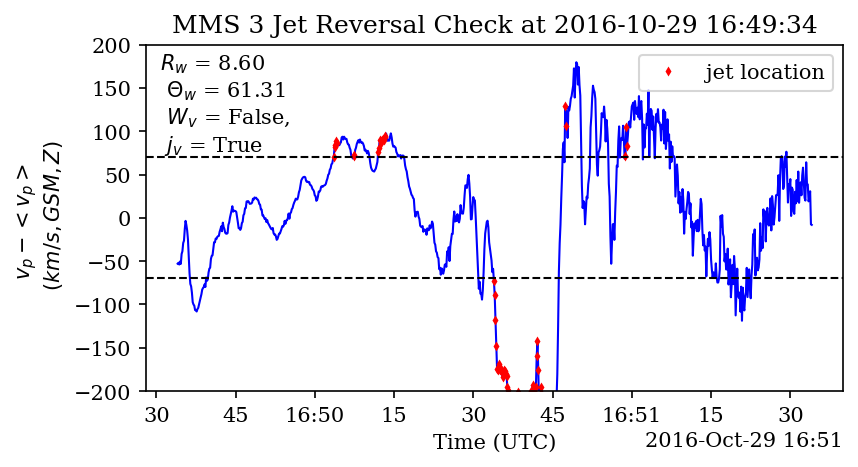 MMS 3 Jet Reversal Check at 2016-10-29 16:49:34
200
150
100
50
0
−50
−100
−150
−200
v_p − <v_p>
(km/s, GSM, Z)
R_w = 8.60
Θ_w = 61.31
W_v = False,
j_v = True
jet location
30 45 16:50 15 30 45 16:51 15 30
Time (UTC)
2016-Oct-29 16:51